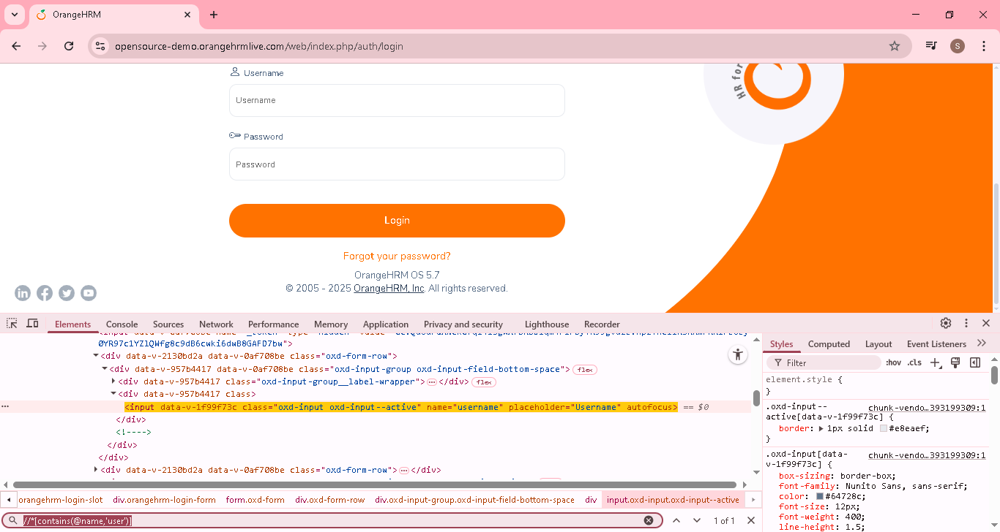 OrangeHRM
opensource-demo.orangehrmlive.com/web/index.php/auth/login
S
HR for
Username
Username
Password
Password
Login
Forgot your password?
OrangeHRM OS 5.7
© 2005 - 2025 OrangeHRM, Inc. All rights reserved.
Elements Console Sources Network Performance Memory Application Privacy and security Lighthouse Recorder
0YR97c1YZlQWfg8c9dB6cwki6dwB8GAFD7bw">
<div data-v-2130bd2a data-v-0af708be class="oxd-form-row">
<div data-v-957b4417 data-v-0af708be class="oxd-input-group oxd-input-field-bottom-space"> flex
<div data-v-957b4417 class="oxd-input-group__label-wrapper"> … </div> flex
<div data-v-957b4417 class>
<input data-v-1f99f73c class="oxd-input oxd-input--active" name="username" placeholder="Username" autofocus> == $0
</div>
<!---->
</div>
</div>
<div data-v-2130bd2a data-v-0af708be class="oxd-form-row"> … </div>
orangehrm-login-slot div.orangehrm-login-form form.oxd-form div.oxd-form-row div.oxd-input-group.oxd-input-field-bottom-space div input.oxd-input.oxd-input--active
//*[contains(@name,'user')]
1 of 1
Styles Computed Layout Event Listeners
Filter :hov .cls
element.style {
}
.oxd-input-- chunk-vendo…393199309:1
active[data-v-1f99f73c] {
border: 1px solid #e8eaef;
}
.oxd-input[data- chunk-vendo…393199309:1
v-1f99f73c] {
box-sizing: border-box;
font-family: Nunito Sans, sans-serif;
color: #64728c;
font-size: 12px;
font-weight: 400;
line-height: 1.5;